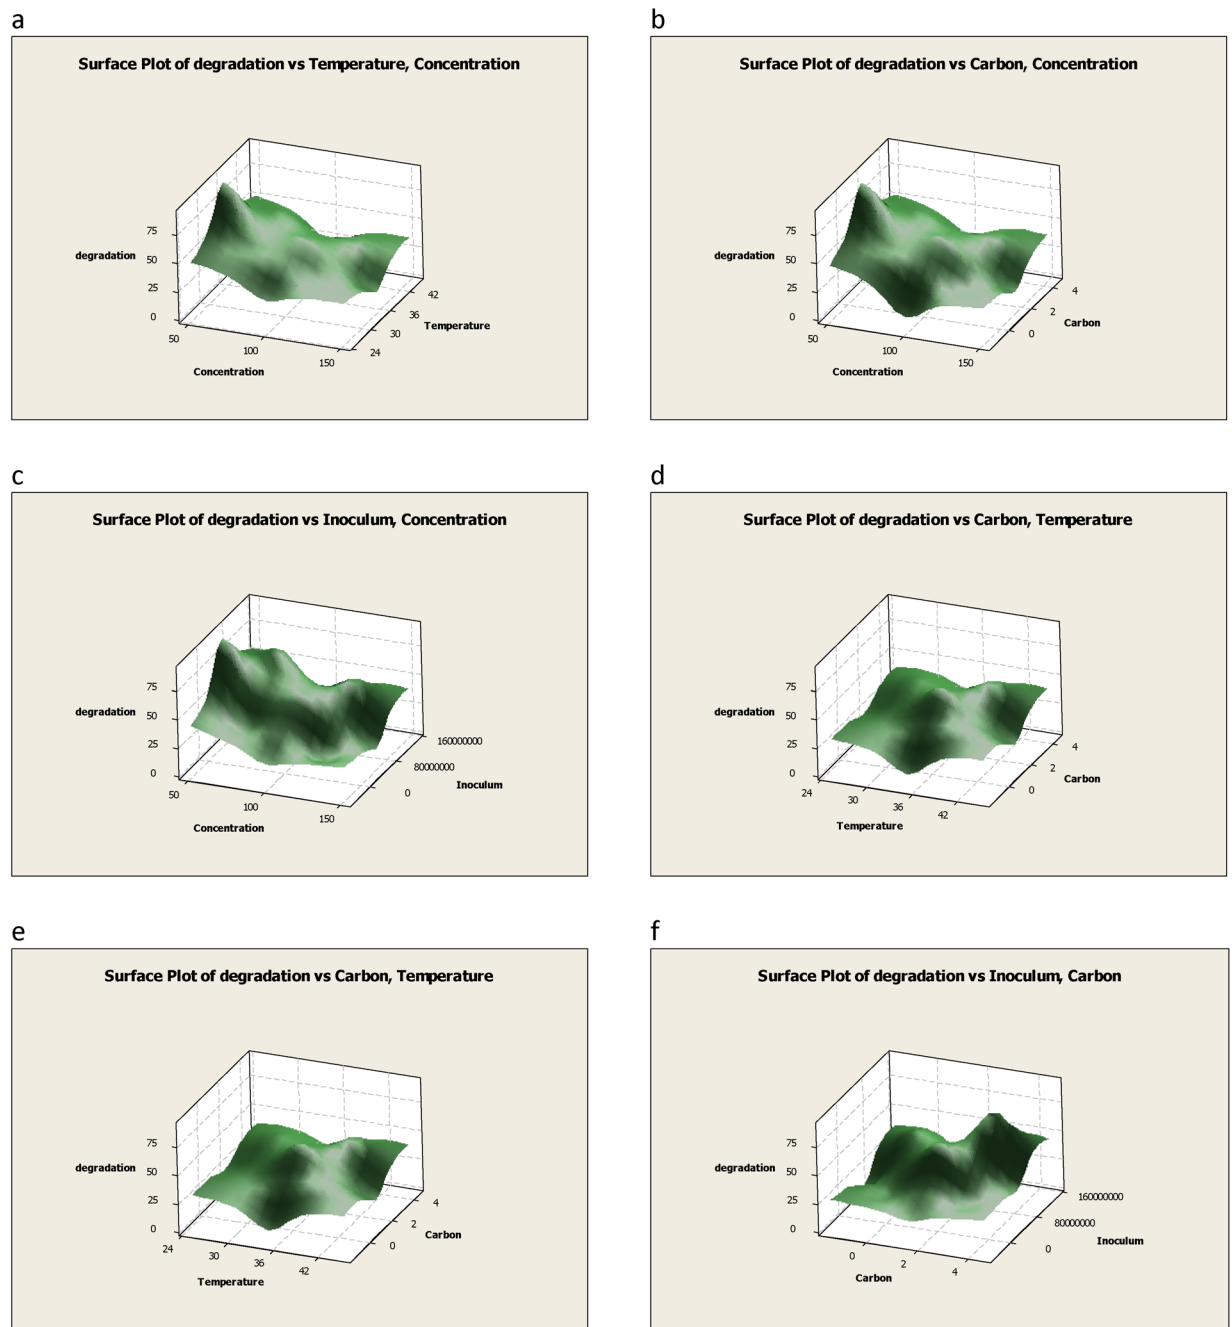 a
Surface Plot of degradation vs Temperature, Concentration
degradation
75
50
25
0
50
100
150
Concentration
24
30
36
42
Temperature
b
Surface Plot of degradation vs Carbon, Concentration
degradation
75
50
25
0
50
100
150
Concentration
0
2
4
Carbon
c
Surface Plot of degradation vs Inoculum, Concentration
degradation
75
50
25
0
50
100
150
Concentration
0
80000000
160000000
Inoculum
d
Surface Plot of degradation vs Carbon, Temperature
degradation
75
50
25
0
24
30
36
42
Temperature
0
2
4
Carbon
e
Surface Plot of degradation vs Carbon, Temperature
degradation
75
50
25
0
24
30
36
42
Temperature
0
2
4
Carbon
f
Surface Plot of degradation vs Inoculum, Carbon
degradation
75
50
25
0
0
2
4
Carbon
0
80000000
160000000
Inoculum